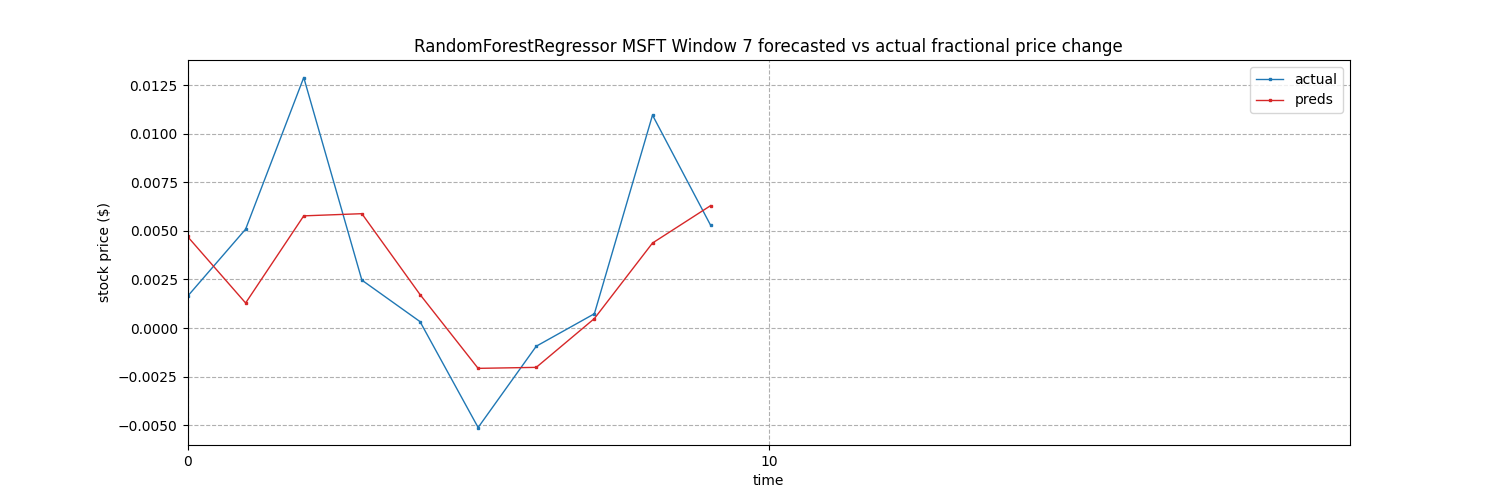 RandomForestRegressor MSFT Window 7 forecasted vs actual fractional price change
actual
preds
0.0125
0.0100
0.0075
0.0050
0.0025
0.0000
−0.0025
−0.0050
stock price ($)
0
10
time